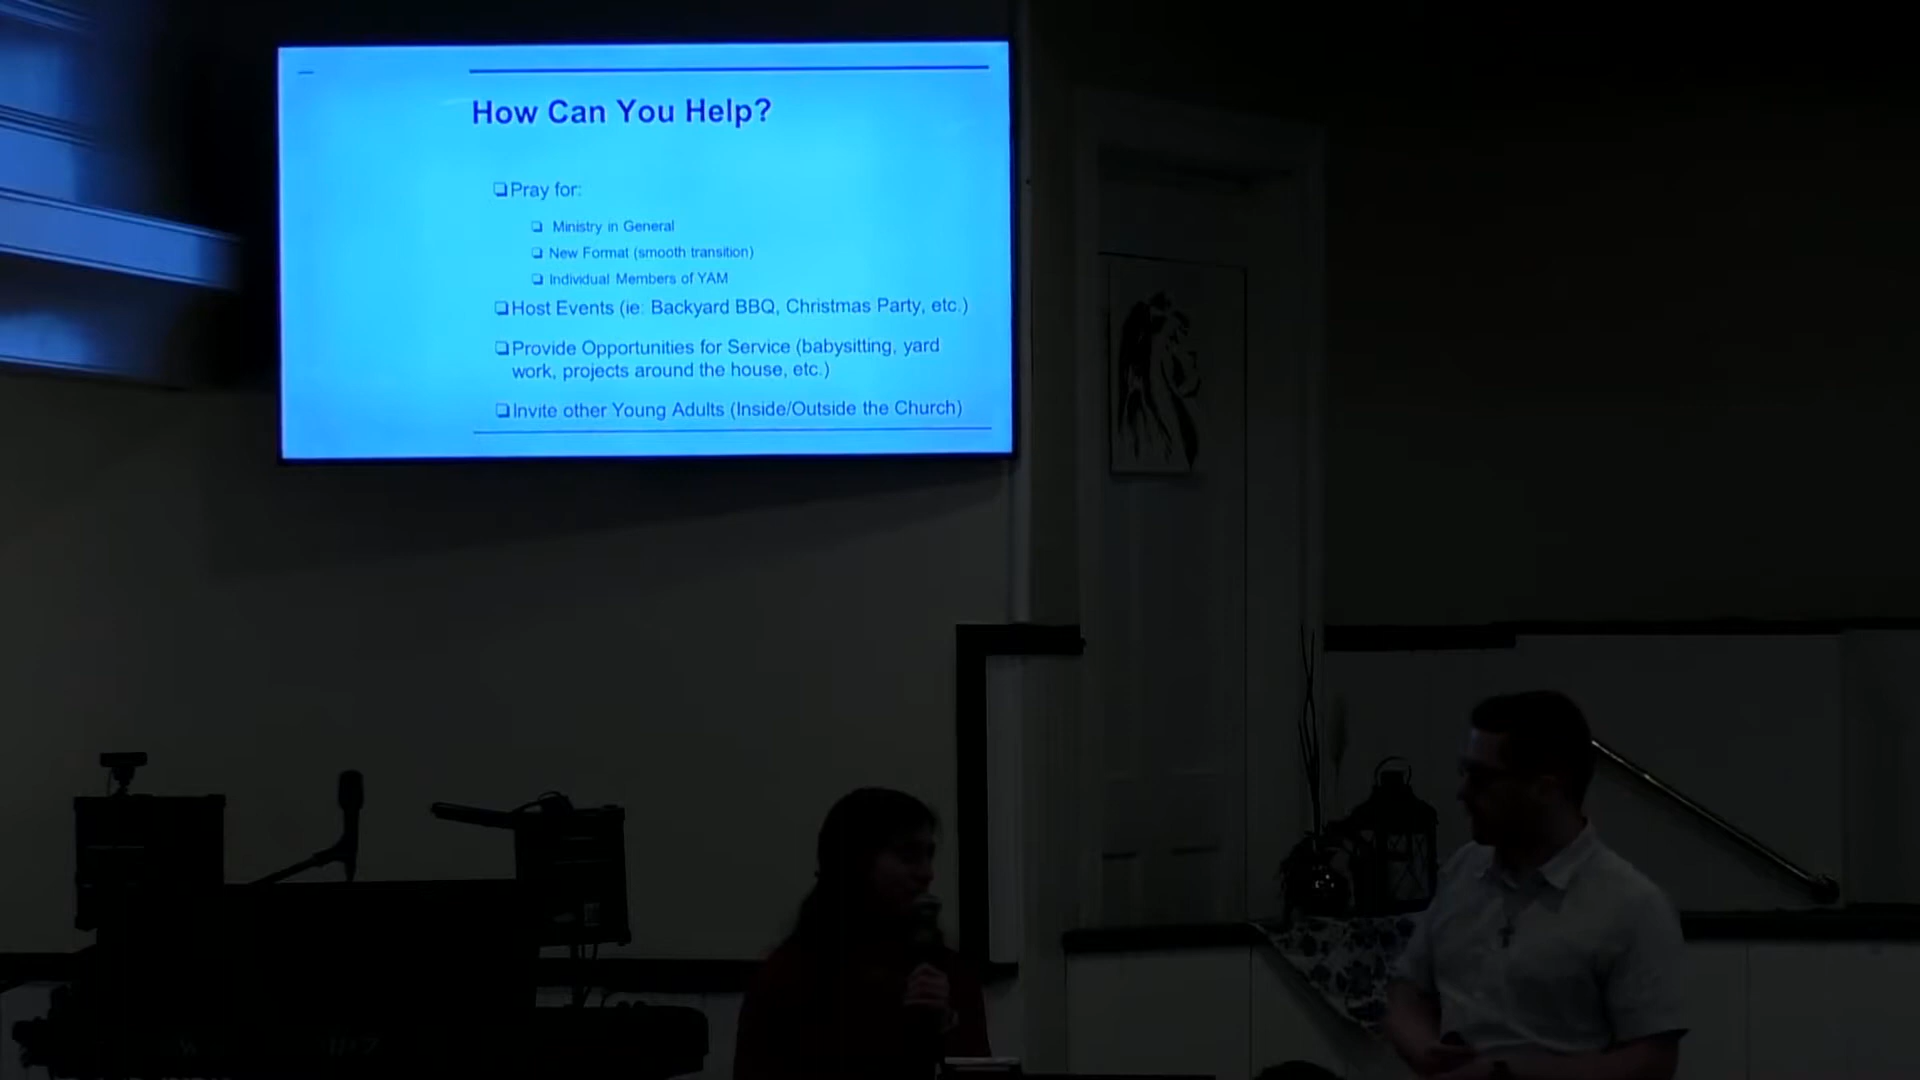 How Can You Help?
❑Pray for:
❑ Ministry in General
❑ New Format (smooth transition)
❑ Individual Members of YAM
❑Host Events (ie: Backyard BBQ, Christmas Party, etc.)
❑Provide Opportunities for Service (babysitting, yard
work, projects around the house, etc.)
❑Invite other Young Adults (Inside/Outside the Church)